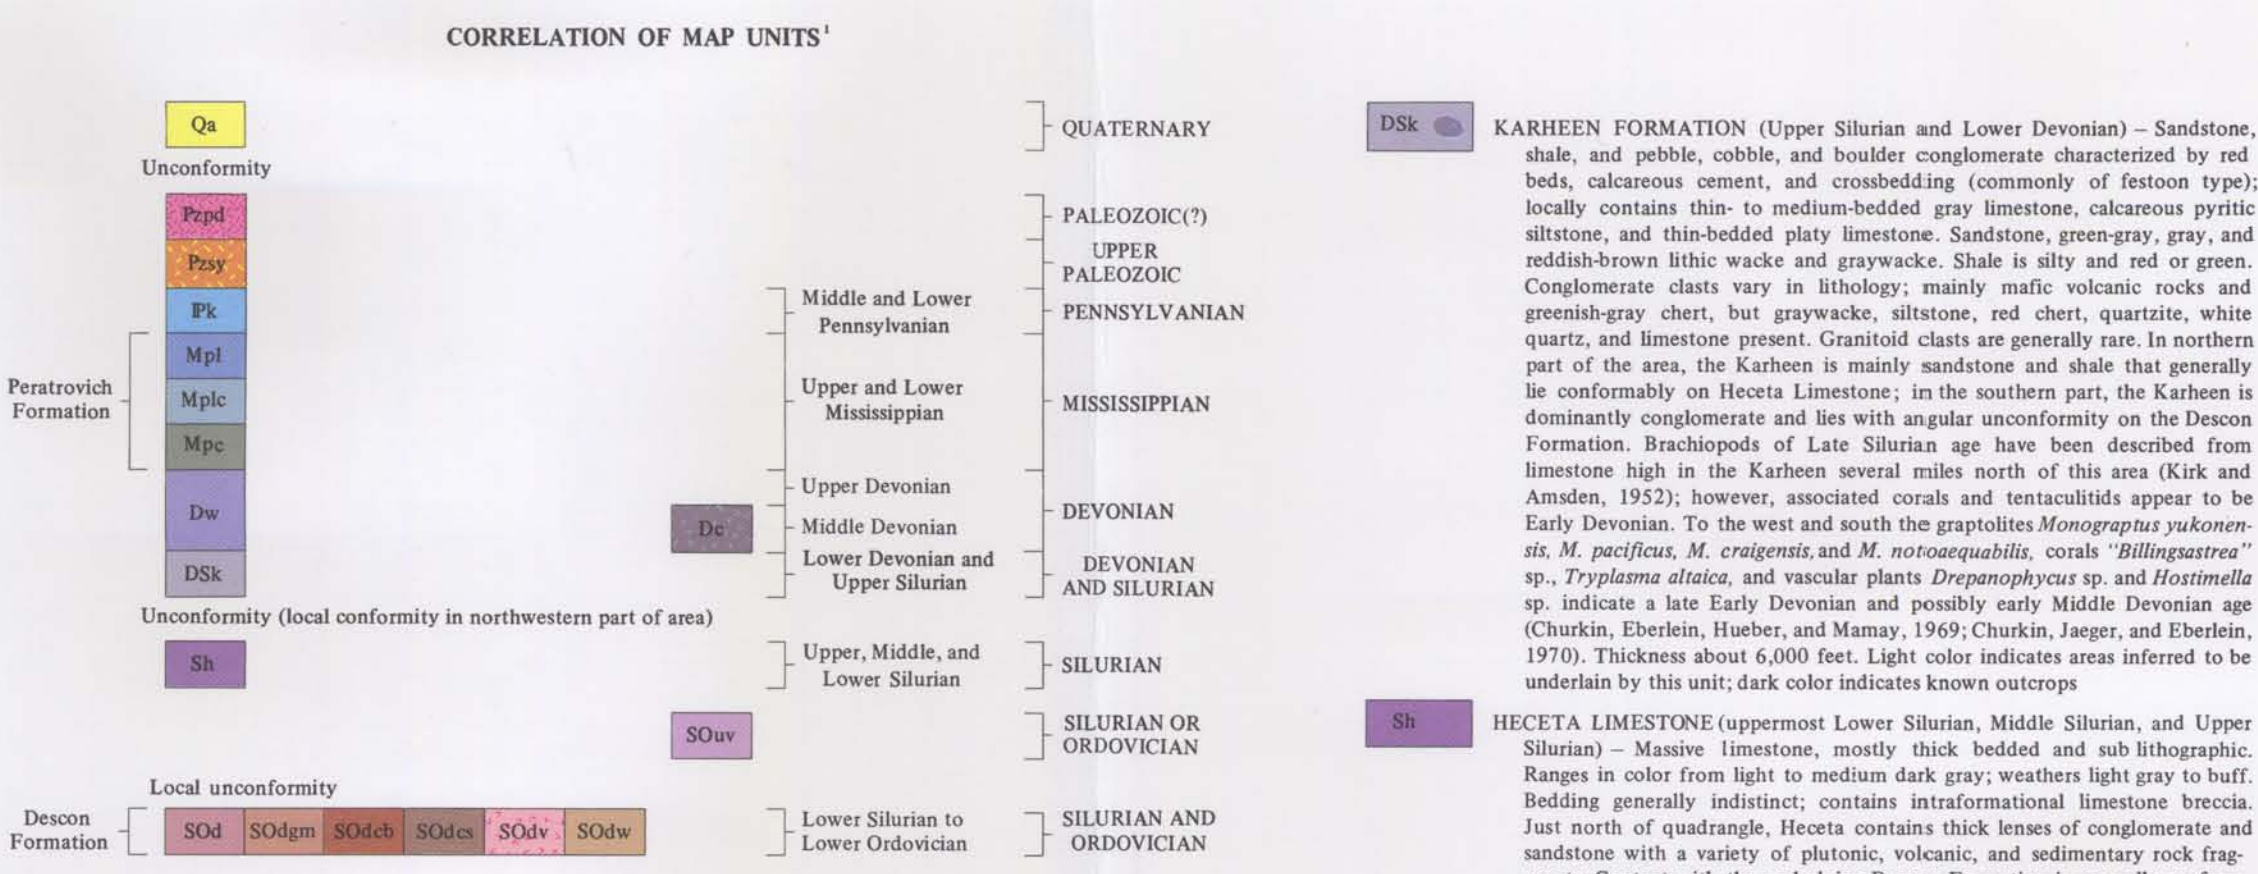 CORRELATION OF MAP UNITS¹
Qa
QUATERNARY
Unconformity
Pzpd
PALEOZOIC(?)
Pzsy
UPPER
PALEOZOIC
IPk
Middle and Lower
Pennsylvanian
PENNSYLVANIAN
Peratrovich
Formation
Mpl
Mplc
Mpc
Upper and Lower
Mississippian
MISSISSIPPIAN
Dw
Dc
Upper Devonian
Middle Devonian
DEVONIAN
DSk
Lower Devonian and
Upper Silurian
DEVONIAN
AND SILURIAN
Unconformity (local conformity in northwestern part of area)
Sh
Upper, Middle, and
Lower Silurian
SILURIAN
SOuv
SILURIAN OR
ORDOVICIAN
Local unconformity
Descon
Formation
SOd SOdgm SOdcb SOdcs SOdv SOdw
Lower Silurian to
Lower Ordovician
SILURIAN AND
ORDOVICIAN
DSk
KARHEEN FORMATION (Upper Silurian and Lower Devonian) – Sandstone,
shale, and pebble, cobble, and boulder conglomerate characterized by red
beds, calcareous cement, and crossbedding (commonly of festoon type);
locally contains thin- to medium-bedded gray limestone, calcareous pyritic
siltstone, and thin-bedded platy limestone. Sandstone, green-gray, gray, and
reddish-brown lithic wacke and graywacke. Shale is silty and red or green.
Conglomerate clasts vary in lithology; mainly mafic volcanic rocks and
greenish-gray chert, but graywacke, siltstone, red chert, quartzite, white
quartz, and limestone present. Granitoid clasts are generally rare. In northern
part of the area, the Karheen is mainly sandstone and shale that generally
lie conformably on Heceta Limestone; in the southern part, the Karheen is
dominantly conglomerate and lies with angular unconformity on the Descon
Formation. Brachiopods of Late Silurian age have been described from
limestone high in the Karheen several miles north of this area (Kirk and
Amsden, 1952); however, associated corals and tentaculitids appear to be
Early Devonian. To the west and south the graptolites Monograptus yukonen-
sis, M. pacificus, M. craigensis, and M. notoaequabilis, corals "Billingsastrea"
sp., Tryplasma altaica, and vascular plants Drepanophycus sp. and Hostimella
sp. indicate a late Early Devonian and possibly early Middle Devonian age
(Churkin, Eberlein, Hueber, and Mamay, 1969; Churkin, Jaeger, and Eberlein,
1970). Thickness about 6,000 feet. Light color indicates areas inferred to be
underlain by this unit; dark color indicates known outcrops
Sh
HECETA LIMESTONE (uppermost Lower Silurian, Middle Silurian, and Upper
Silurian) – Massive limestone, mostly thick bedded and sub lithographic.
Ranges in color from light to medium dark gray; weathers light gray to buff.
Bedding generally indistinct; contains intraformational limestone breccia.
Just north of quadrangle, Heceta contains thick lenses of conglomerate and
sandstone with a variety of plutonic, volcanic, and sedimentary rock frag-